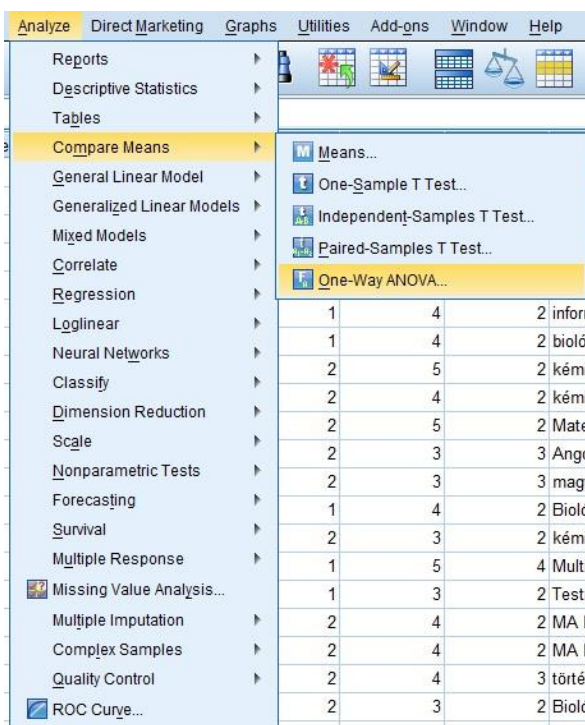 Analyze Direct Marketing Graphs Utilities Add-ons Window Help
Reports
Descriptive Statistics
Tables
Compare Means
General Linear Model
Generalized Linear Models
Mixed Models
Correlate
Regression
Loglinear
Neural Networks
Classify
Dimension Reduction
Scale
Nonparametric Tests
Forecasting
Survival
Multiple Response
Missing Value Analysis...
Multiple Imputation
Complex Samples
Quality Control
ROC Curve...
Means...
One-Sample T Test...
Independent-Samples T Test...
Paired-Samples T Test...
One-Way ANOVA...
1 4 2 infor
1 4 2 bioló
2 5 2 kém
2 4 2 kém
2 5 2 Mate
2 3 3 Ango
2 3 3 mag
1 4 2 Bioló
2 3 2 kém
1 5 4 Mult
1 3 2 Test
2 4 2 MA
2 4 2 MA
2 4 3 törté
2 3 2 Bioló